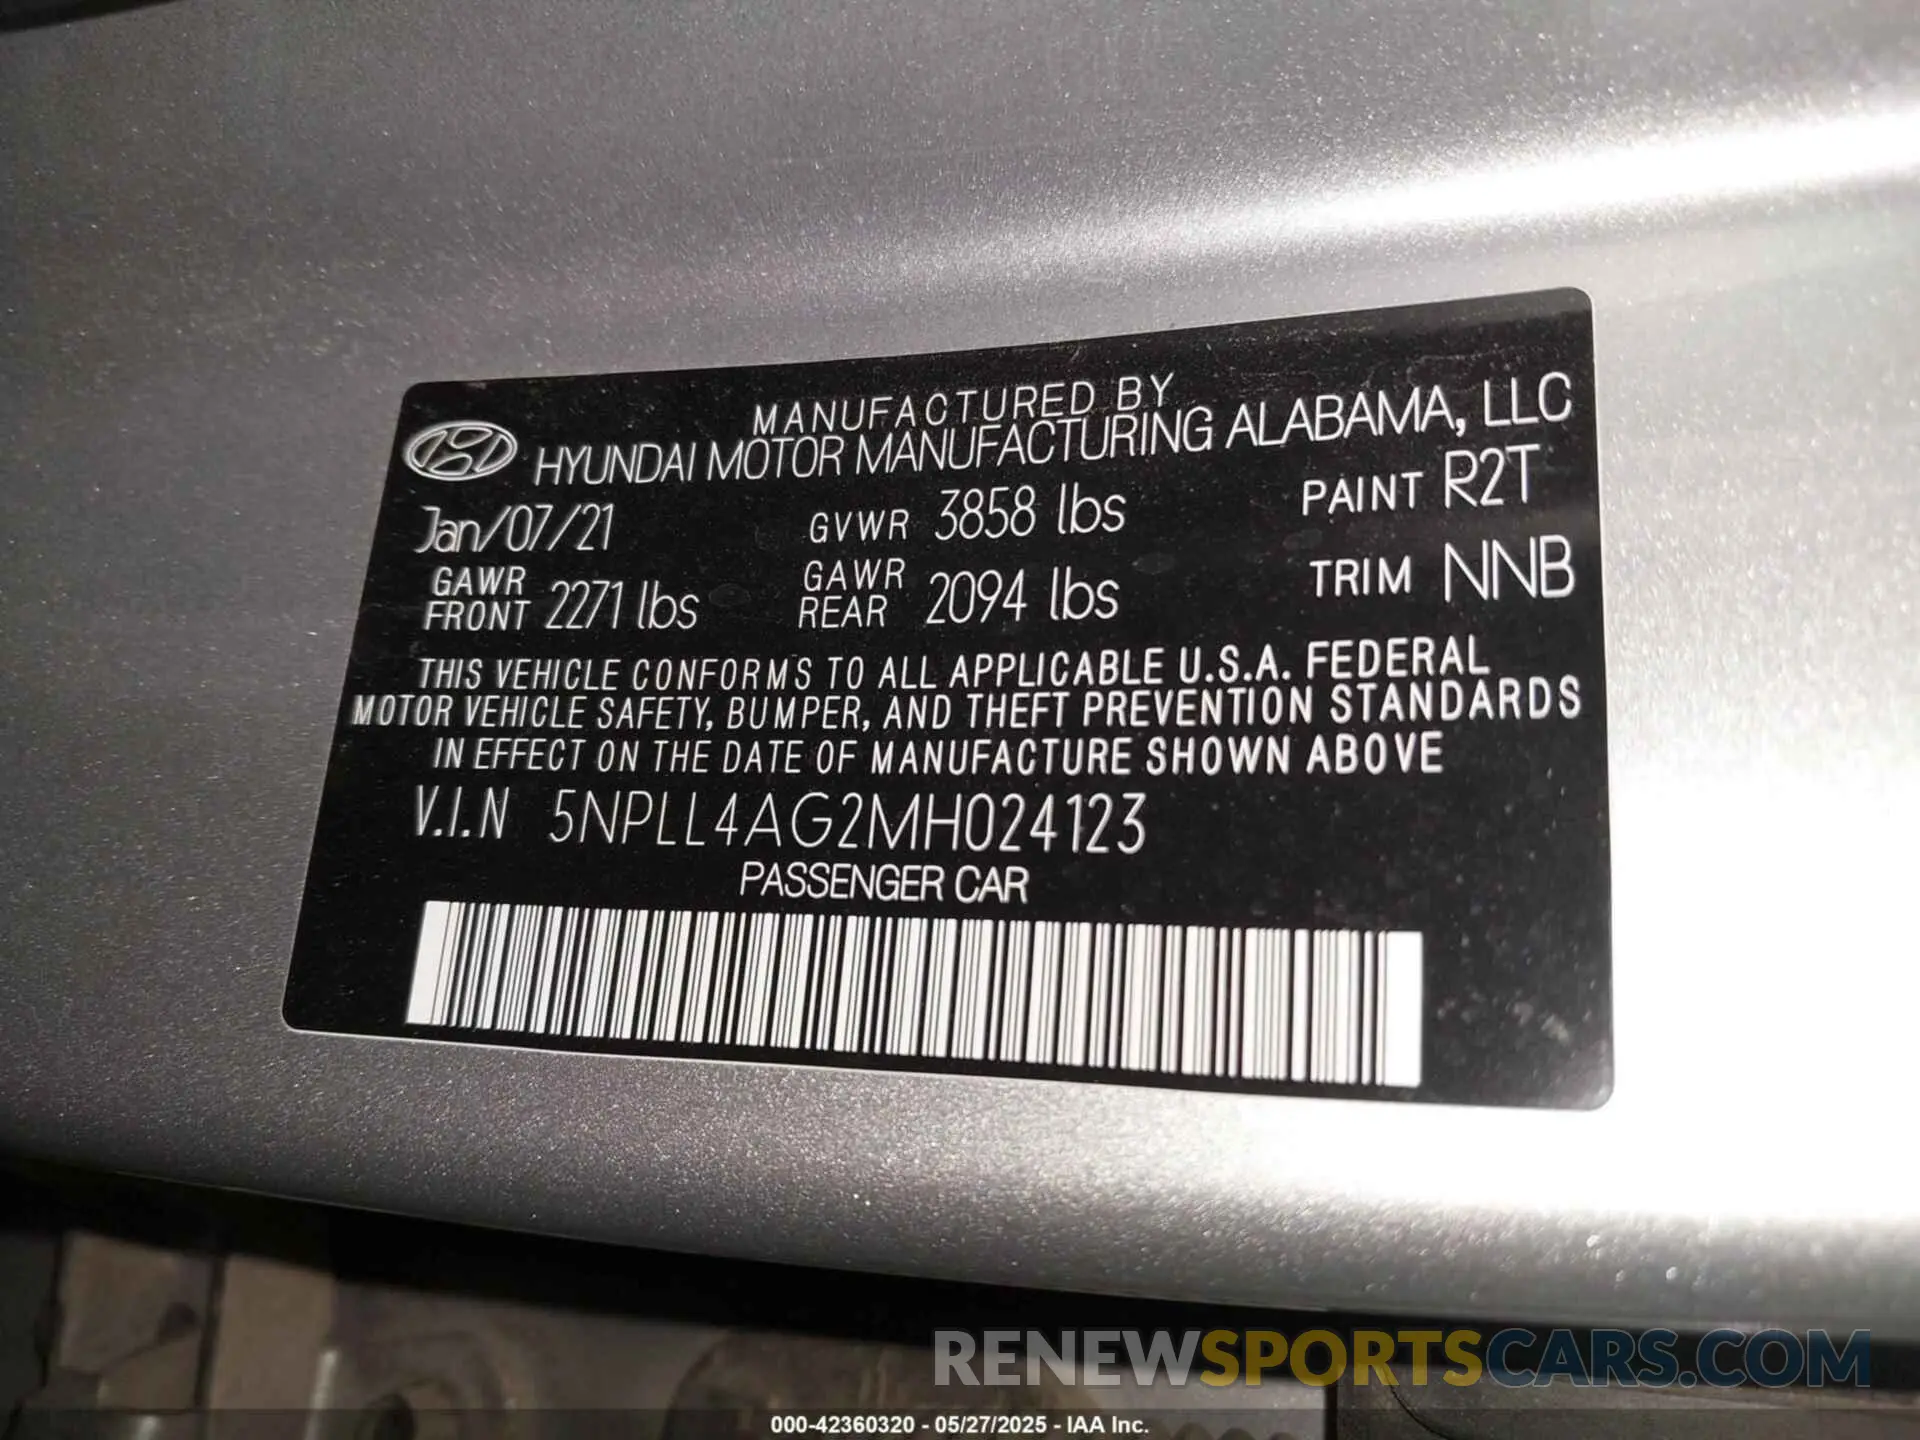 MANUFACTURED BY
HYUNDAI MOTOR MANUFACTURING ALABAMA, LLC
Jan/07/21 GVWR 3858 lbs PAINT R2T
GAWR FRONT 2271 lbs GAWR REAR 2094 lbs TRIM NNB
THIS VEHICLE CONFORMS TO ALL APPLICABLE U.S.A. FEDERAL
MOTOR VEHICLE SAFETY, BUMPER, AND THEFT PREVENTION STANDARDS
IN EFFECT ON THE DATE OF MANUFACTURE SHOWN ABOVE
V.I.N 5NPLL4AG2MH024123
PASSENGER CAR
RENEWSPORTSCARS.COM
000-42360320 - 05/27/2025 - IAA Inc.